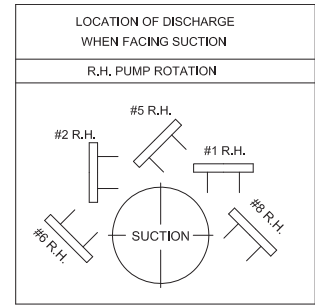 LOCATION OF DISCHARGE
WHEN FACING SUCTION
R.H. PUMP ROTATION
#5 R.H.
#2 R.H.
#1 R.H.
#6 R.H.
SUCTION
#8 R.H.